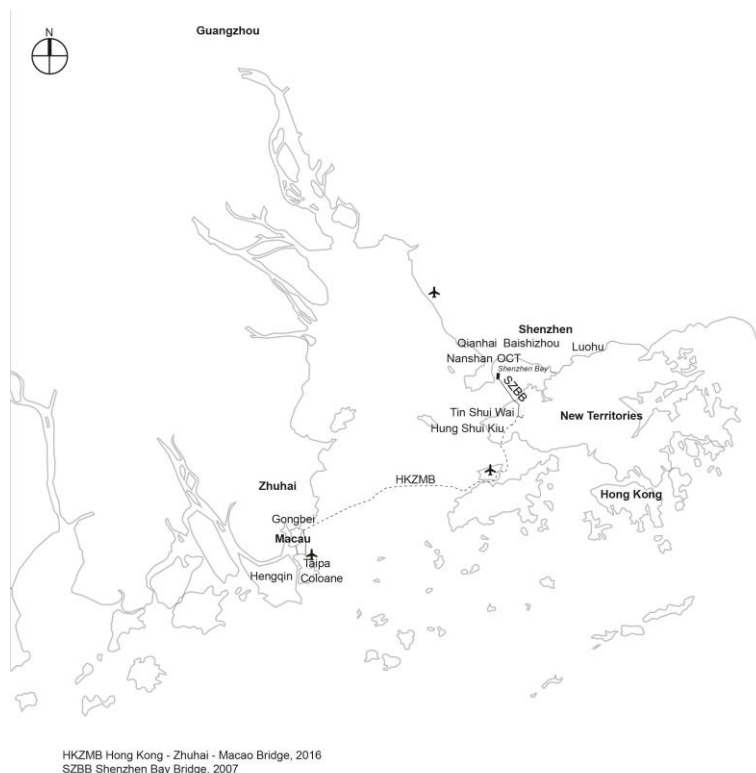 N
Guangzhou
Shenzhen
Qianhai Baishizhou
Luohu
Nanshan OCT
Shenzhen Bay
SZBB
Tin Shui Wai
New Territories
Hung Shui Kiu
HKZMB
Zhuhai
Hong Kong
Gongbei
Macau
Taipa
Hengqin
Coloane
HKZMB Hong Kong - Zhuhai - Macao Bridge, 2016
SZBB Shenzhen Bay Bridge, 2007